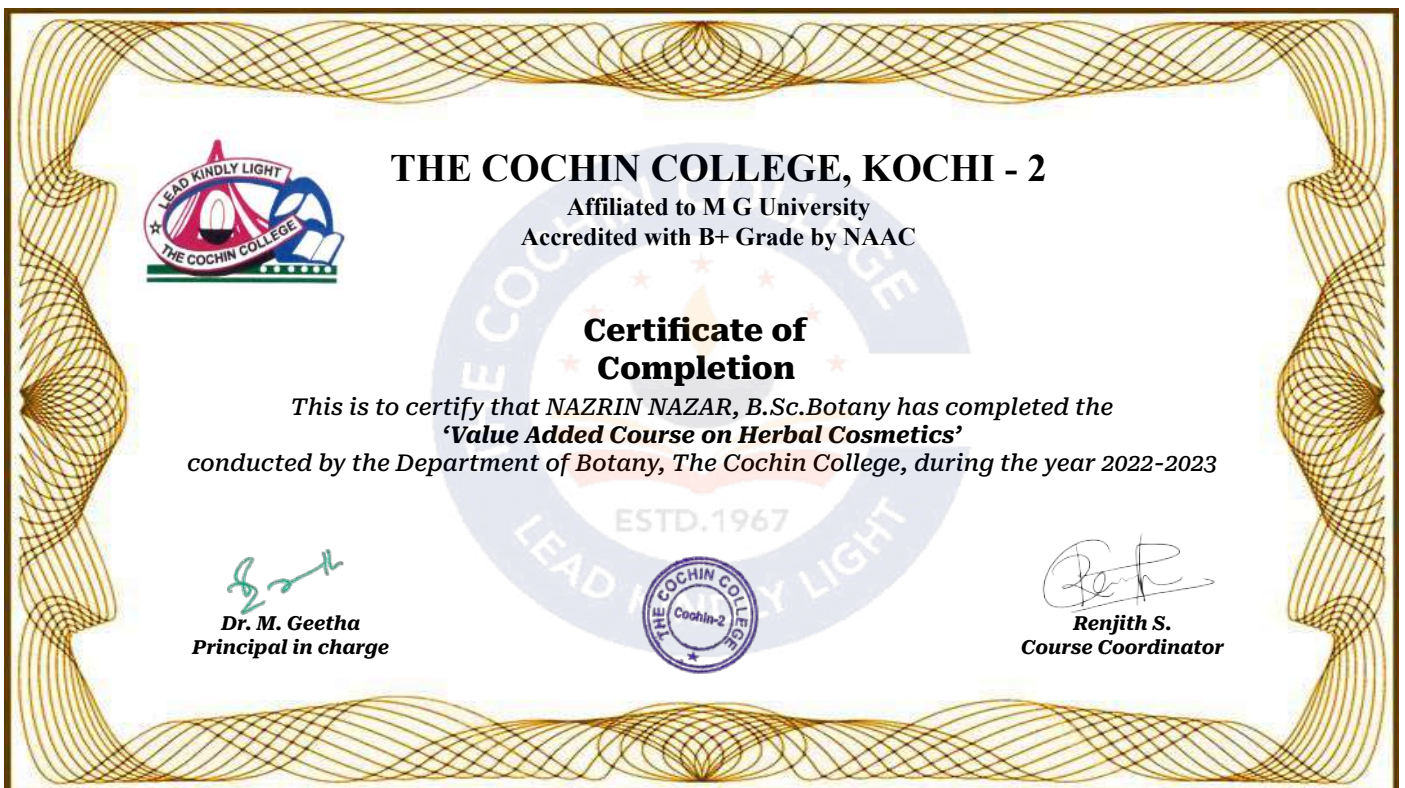 LEAD KINDLY LIGHT
THE COCHIN COLLEGE
THE COCHIN COLLEGE, KOCHI - 2
Affiliated to M G University
Accredited with B+ Grade by NAAC
THE COCHIN COLLEGE
Certificate of
Completion
This is to certify that NAZRIN NAZAR, B.Sc.Botany has completed the
‘Value Added Course on Herbal Cosmetics’
conducted by the Department of Botany, The Cochin College, during the year 2022-2023
ESTD.1967
LEAD KINDLY LIGHT
THE COCHIN COLLEGE
Cochin-2
Dr. M. Geetha
Principal in charge
Renjith S.
Course Coordinator